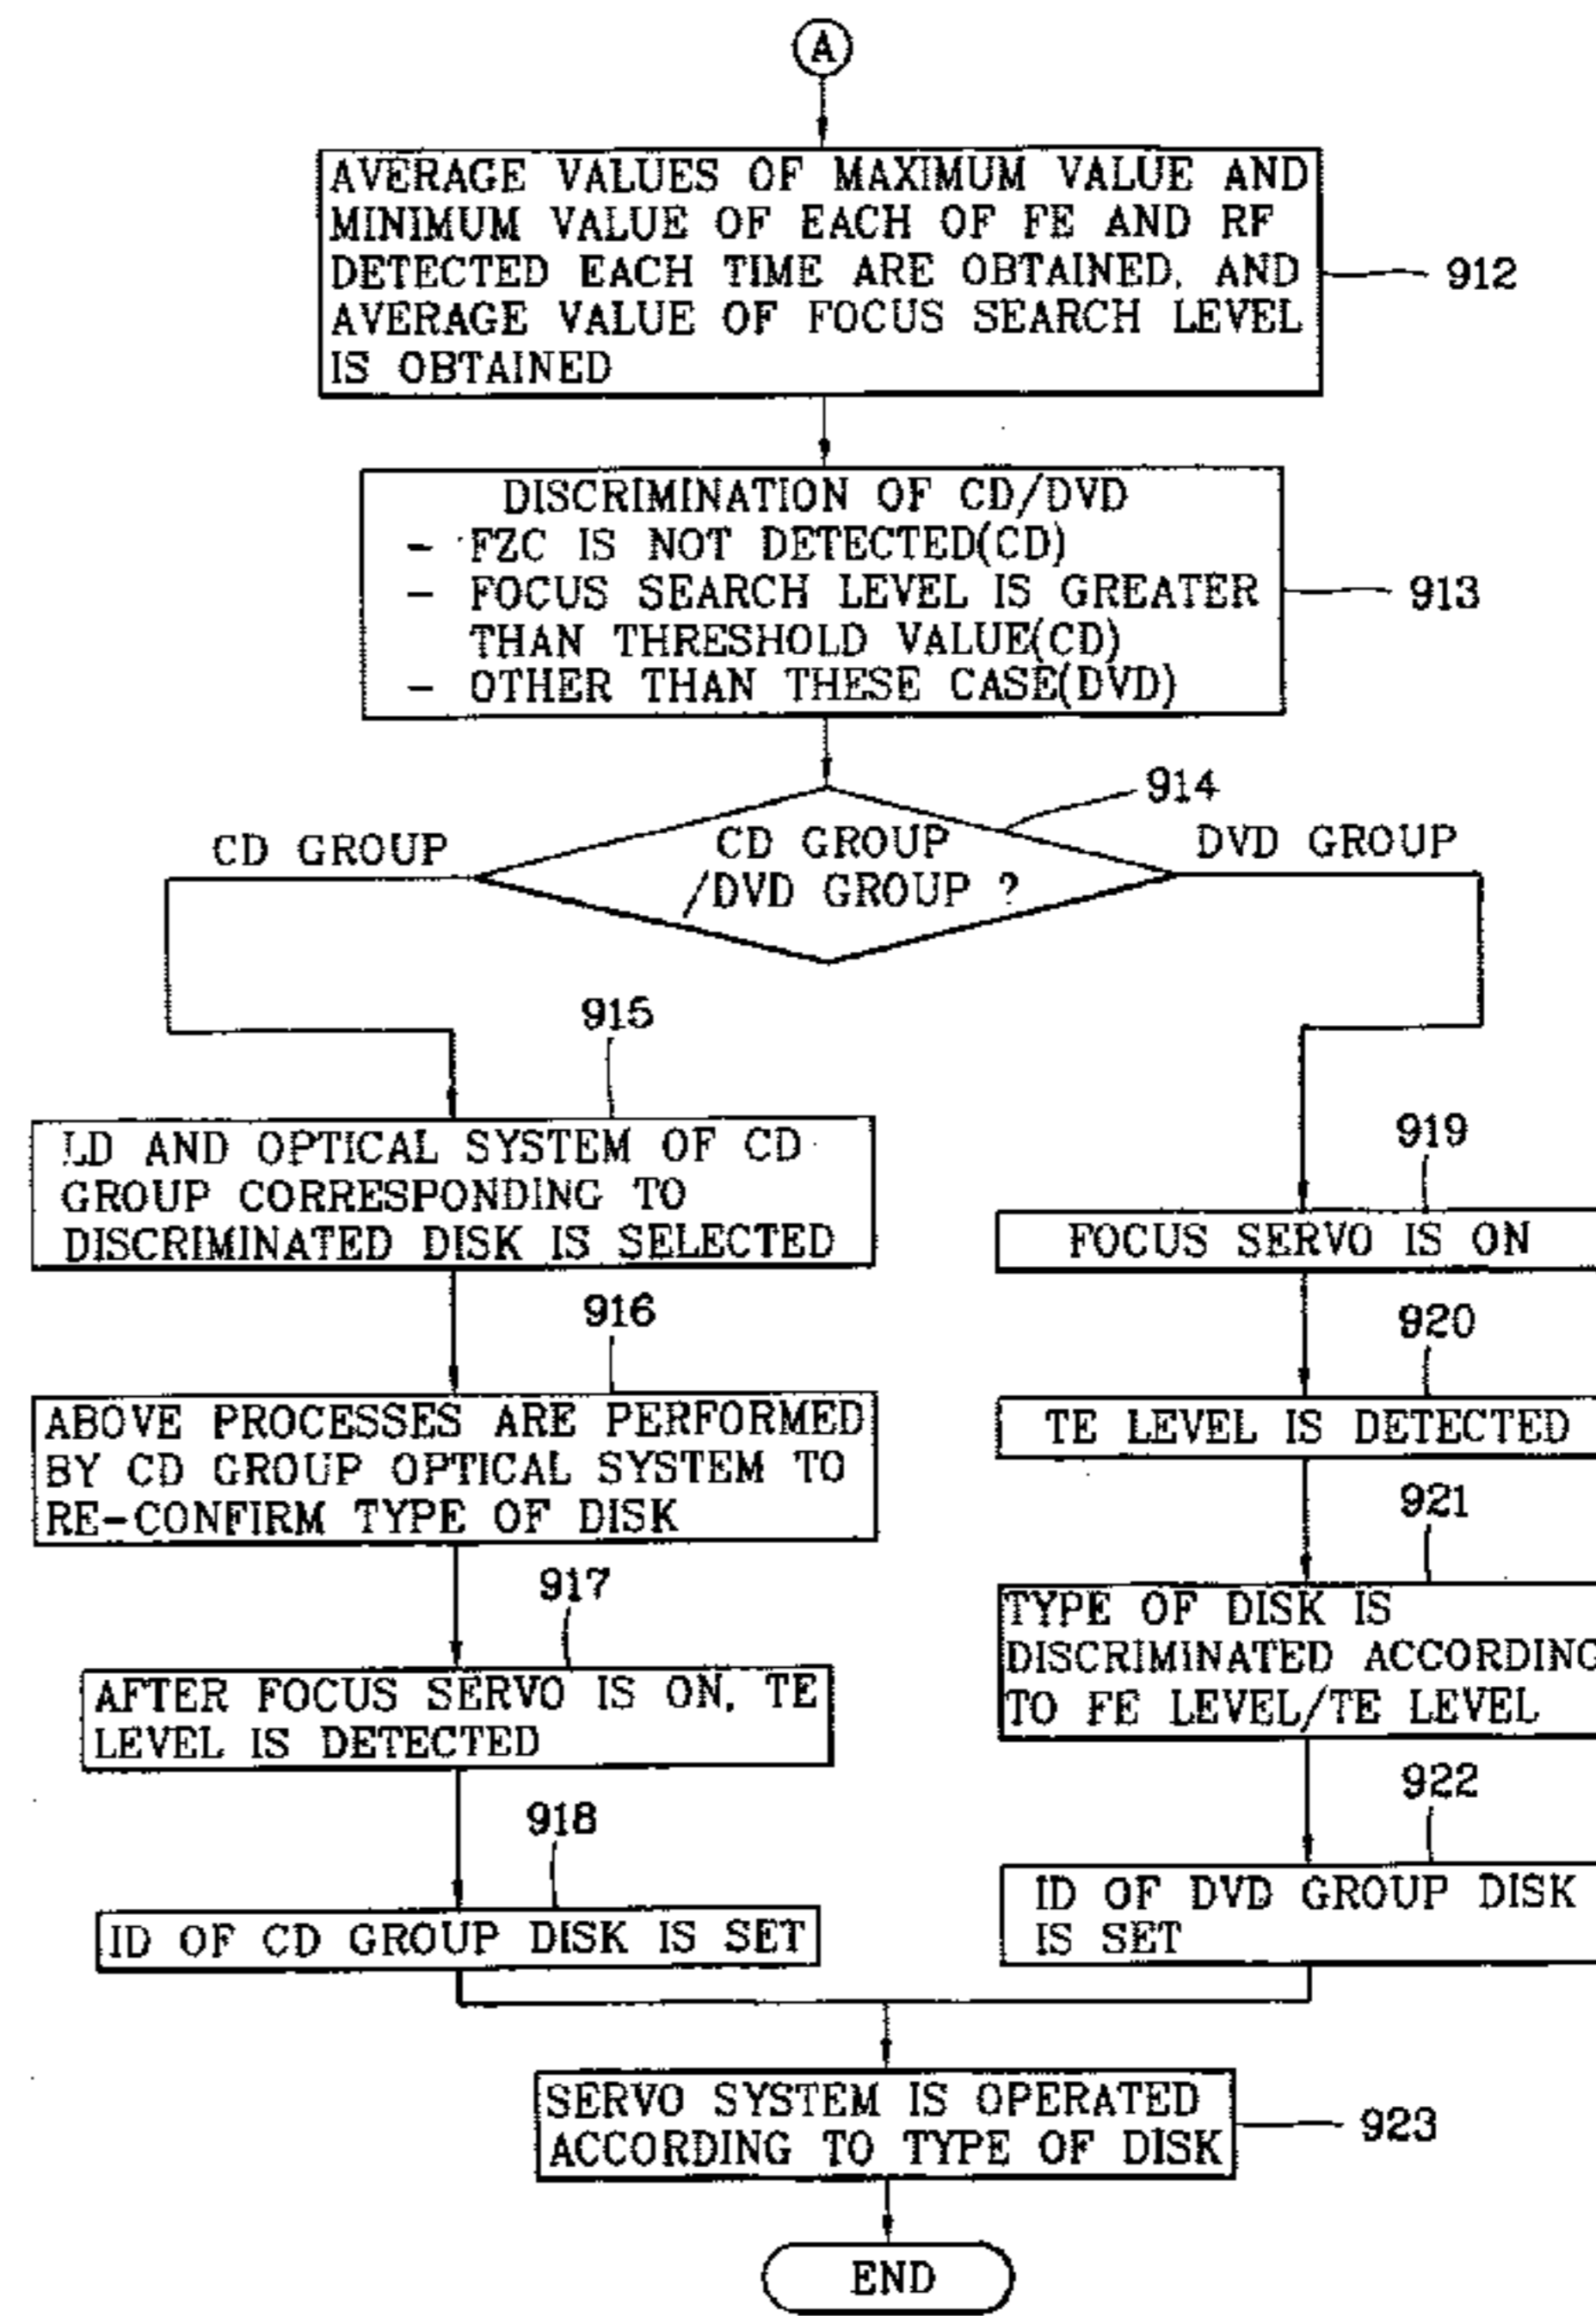 A
AVERAGE VALUES OF MAXIMUM VALUE AND
MINIMUM VALUE OF EACH OF FE AND RF
DETECTED EACH TIME ARE OBTAINED, AND
AVERAGE VALUE OF FOCUS SEARCH LEVEL
IS OBTAINED
912
DISCRIMINATION OF CD/DVD
- FZC IS NOT DETECTED(CD)
- FOCUS SEARCH LEVEL IS GREATER
THAN THRESHOLD VALUE(CD)
- OTHER THAN THESE CASE(DVD)
913
914
CD GROUP
CD GROUP
/DVD GROUP ?
DVD GROUP
915
LD AND OPTICAL SYSTEM OF CD
GROUP CORRESPONDING TO
DISCRIMINATED DISK IS SELECTED
916
ABOVE PROCESSES ARE PERFORMED
BY CD GROUP OPTICAL SYSTEM TO
RE-CONFIRM TYPE OF DISK
917
AFTER FOCUS SERVO IS ON, TE
LEVEL IS DETECTED
918
ID OF CD GROUP DISK IS SET
919
FOCUS SERVO IS ON
920
TE LEVEL IS DETECTED
921
TYPE OF DISK IS
DISCRIMINATED ACCORDING
TO FE LEVEL/TE LEVEL
922
ID OF DVD GROUP DISK
IS SET
SERVO SYSTEM IS OPERATED
ACCORDING TO TYPE OF DISK
923
END